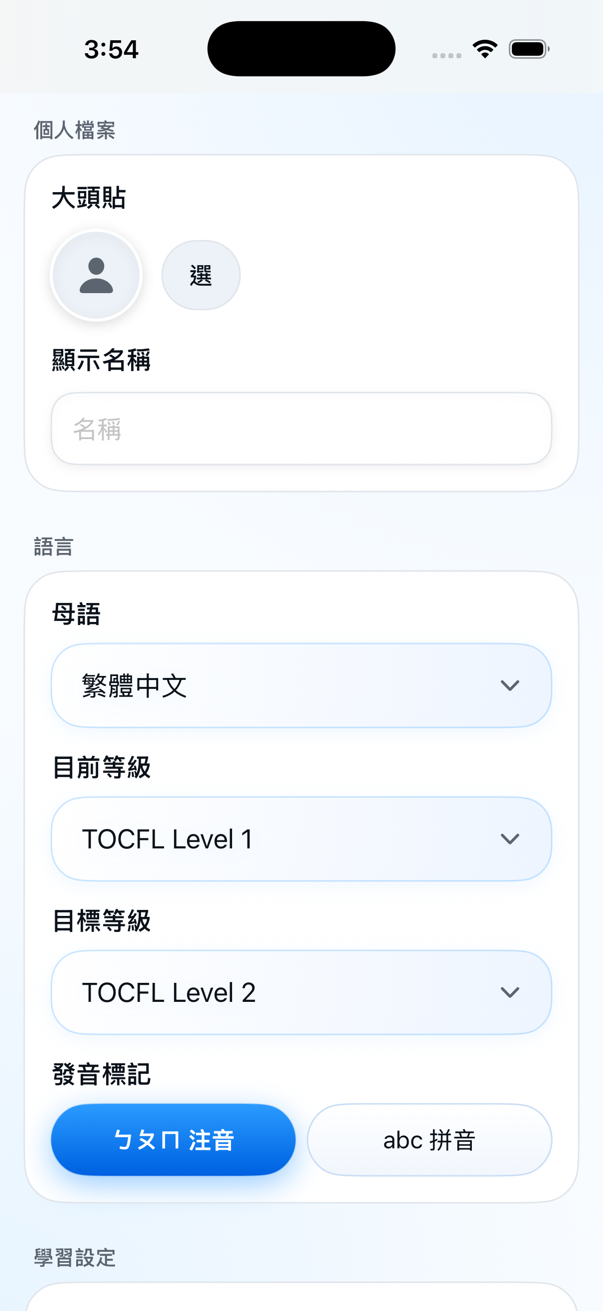 3:54
個人檔案
大頭貼
選
顯示名稱
名稱
語言
母語
繁體中文
目前等級
TOCFL Level 1
目標等級
TOCFL Level 2
發音標記
ㄅㄆㄇ 注音
abc 拼音
學習設定